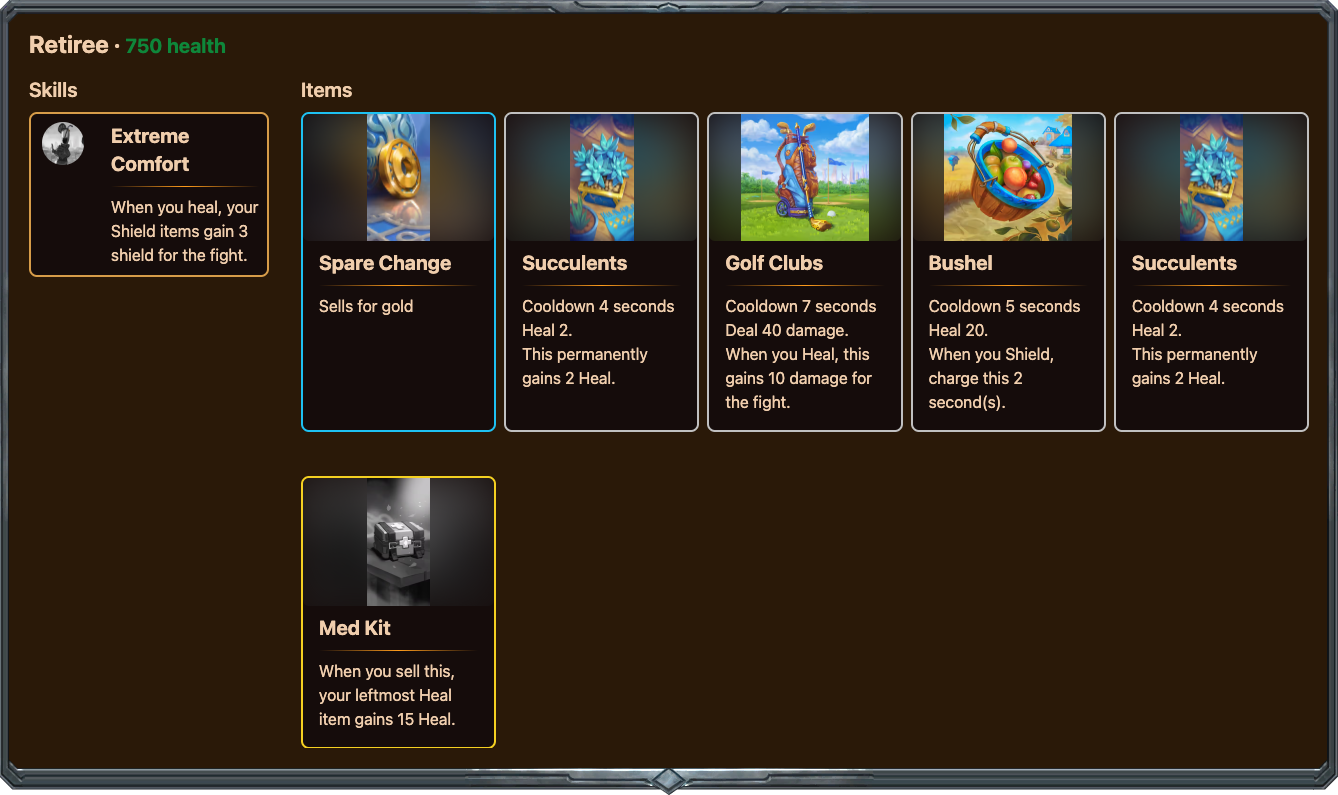 Retiree · 750 health
Skills
Extreme
Comfort
When you heal, your
Shield items gain 3
shield for the fight.
Items
Spare Change
Sells for gold
Succulents
Cooldown 4 seconds
Heal 2.
This permanently
gains 2 Heal.
Golf Clubs
Cooldown 7 seconds
Deal 40 damage.
When you Heal, this
gains 10 damage for
the fight.
Bushel
Cooldown 5 seconds
Heal 20.
When you Shield,
charge this 2
second(s).
Succulents
Cooldown 4 seconds
Heal 2.
This permanently
gains 2 Heal.
Med Kit
When you sell this,
your leftmost Heal
item gains 15 Heal.